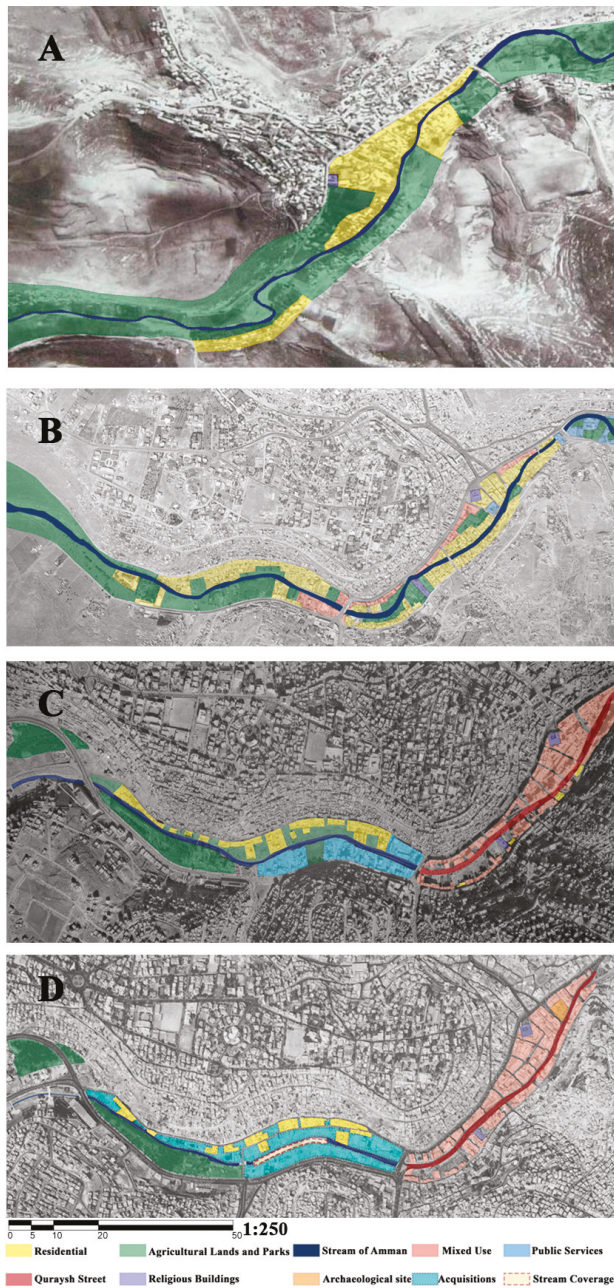 A
B
C
D
0 5 10 20 50 1:250
Residential Agricultural Lands and Parks Stream of Amman Mixed Use Public Services
Quraysh Street Religious Buildings Archaeological site Acquisitions Stream Coverage